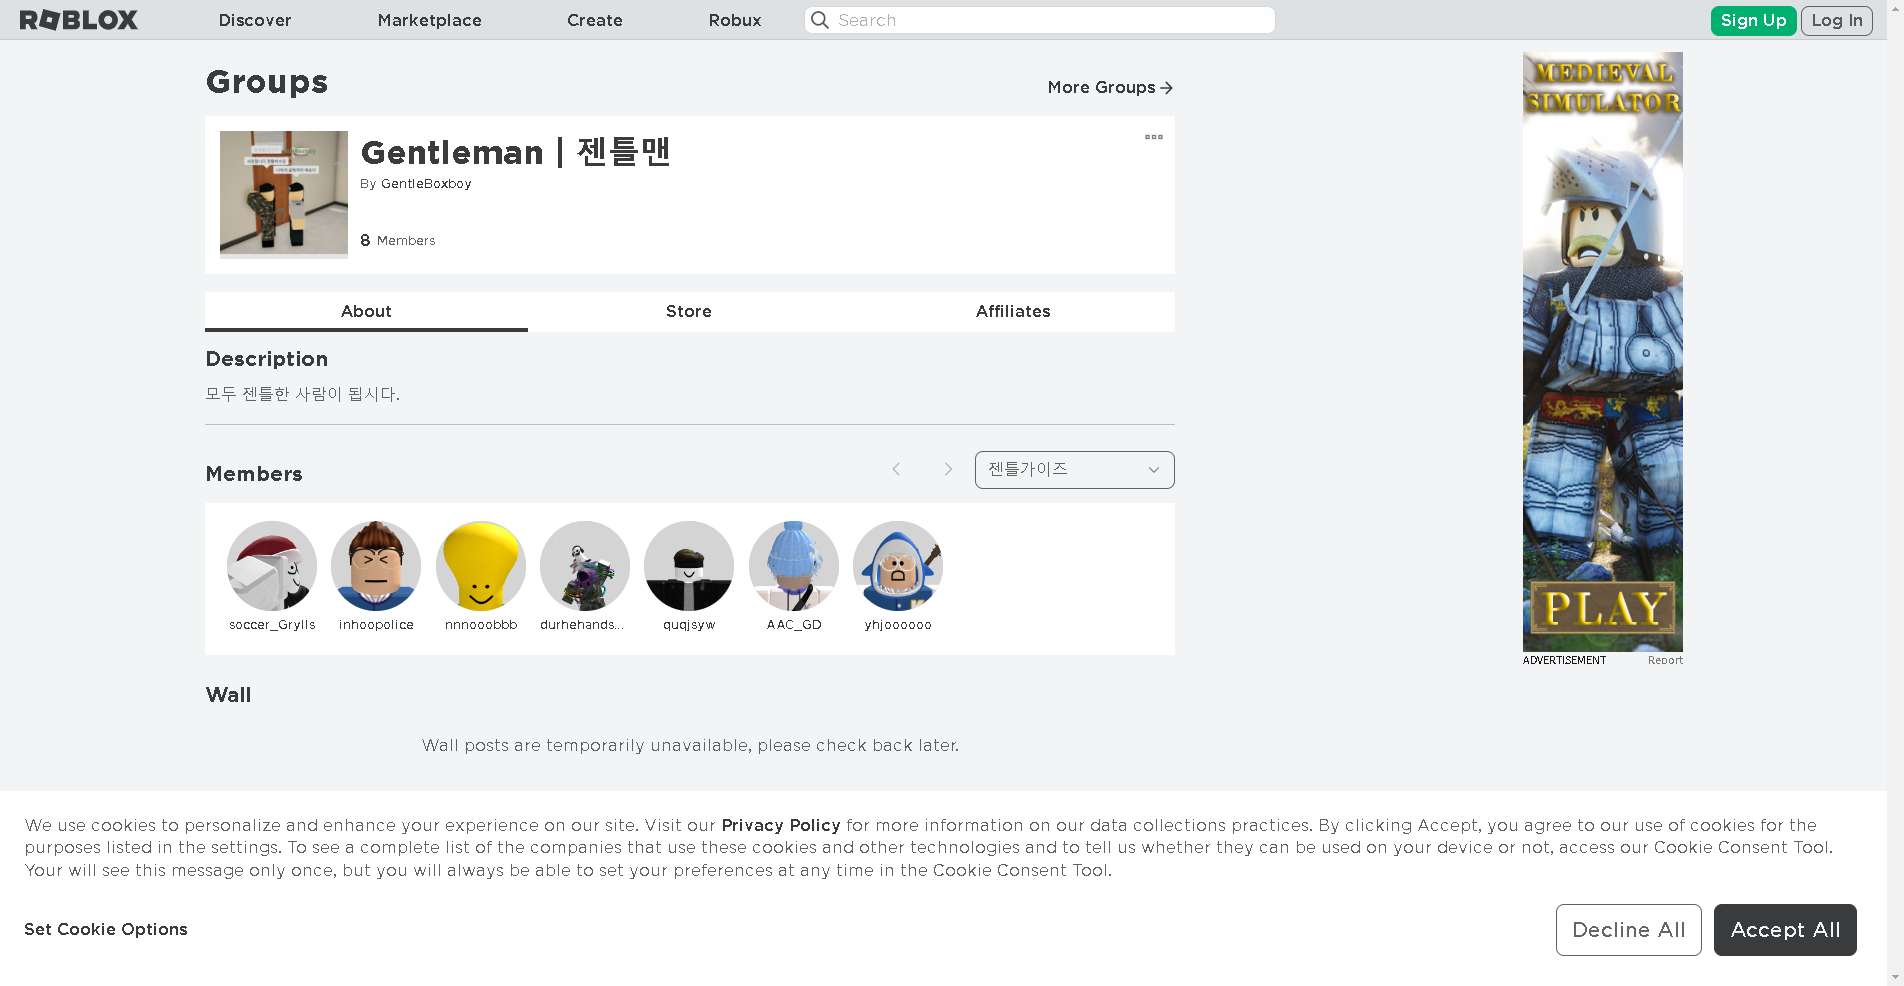 ROBLOX
Discover
Marketplace
Create
Robux
Search
Sign Up
Log In
Groups
More Groups
Gentleman | 젠틀맨
By GentleBoxboy
8 Members
About
Store
Affiliates
Description
모두 젠틀한 사람이 됩시다.
Members
젠틀가이즈
soccer_Grylls
inhoopolice
nnnooobbb
durhehands...
quqjsyw
AAC_GD
yhjoooooo
Wall
Wall posts are temporarily unavailable, please check back later.
MEDIEVAL
SIMULATOR
PLAY
ADVERTISEMENT
Report
We use cookies to personalize and enhance your experience on our site. Visit our Privacy Policy for more information on our data collections practices. By clicking Accept, you agree to our use of cookies for the
purposes listed in the settings. To see a complete list of the companies that use these cookies and other technologies and to tell us whether they can be used on your device or not, access our Cookie Consent Tool.
Your will see this message only once, but you will always be able to set your preferences at any time in the Cookie Consent Tool.
Set Cookie Options
Decline All
Accept All